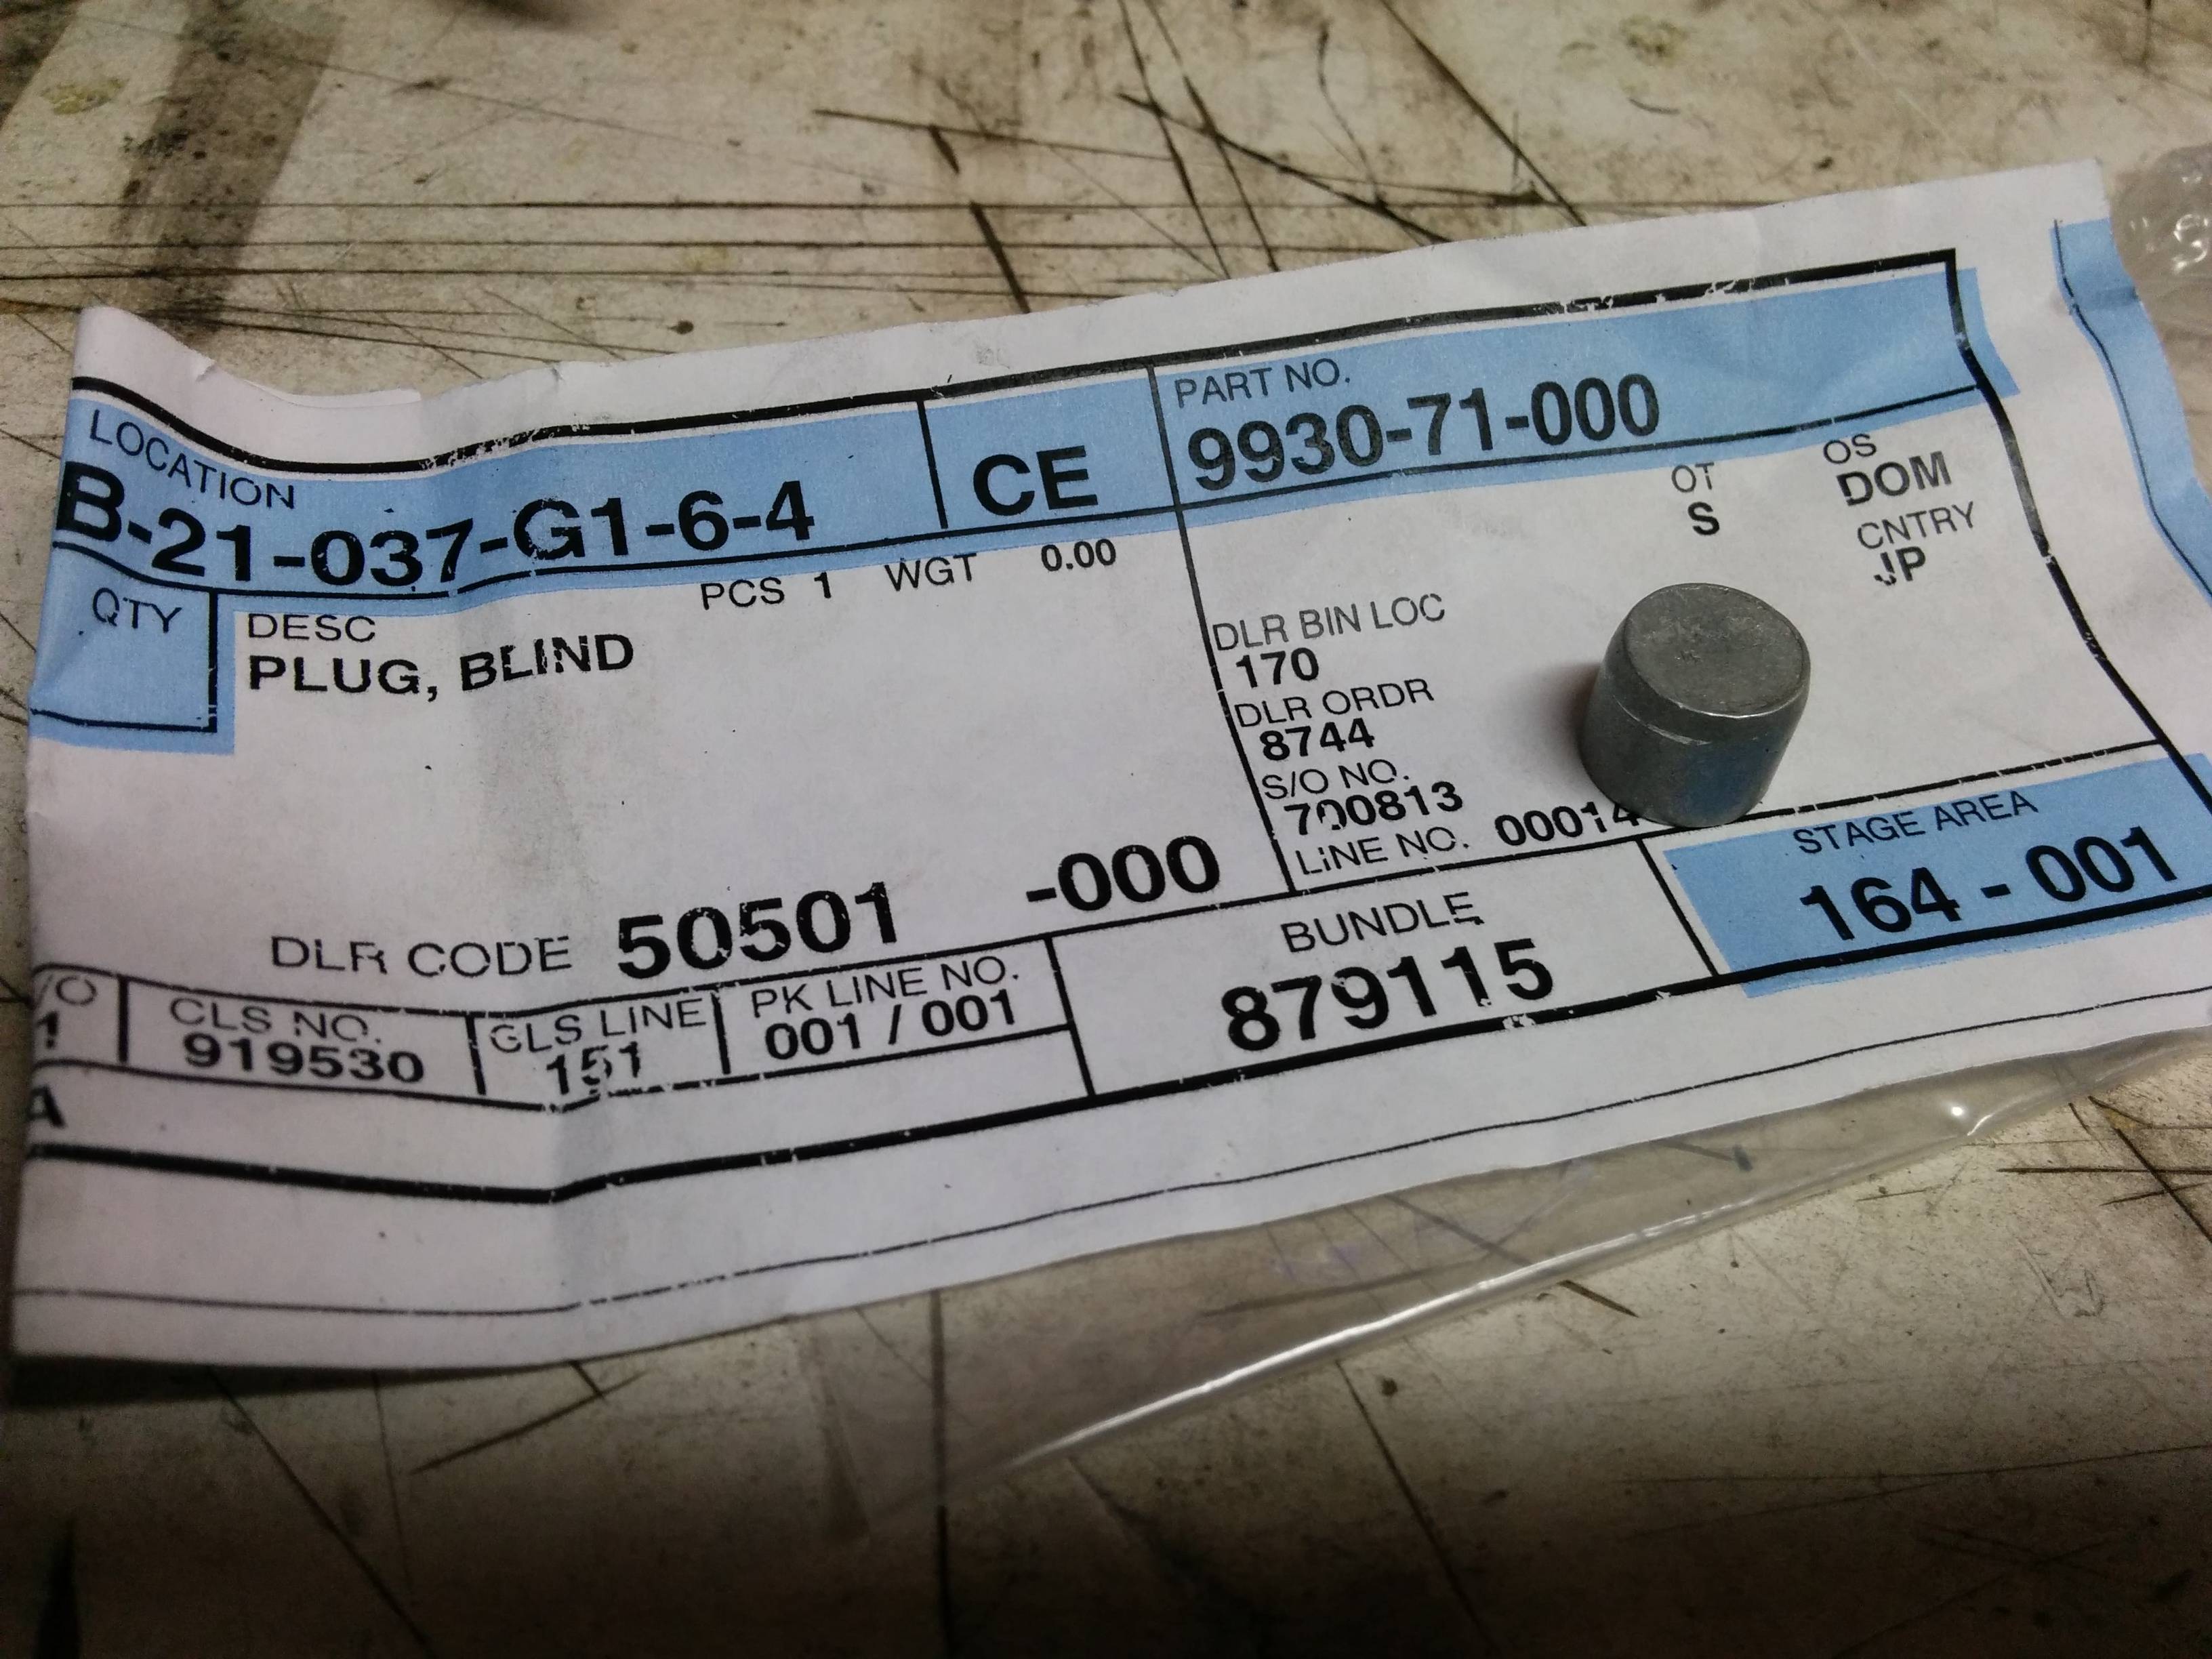 LOCATION
B-21-037-G1-6-4
CE
PART NO.
9930-71-000
QTY
DESC
PLUG, BLIND
PCS 1 WGT 0.00
OT
S
OS
DOM
CNTRY
JP
DLR BIN LOC
170
DLR ORDR
8744
S/O NO.
700813
LINE NO. 00014
DLR CODE 50501 -000
/O
1
CLS NO.
919530
CLS LINE
151
PK LINE NO.
001 / 001
BUNDLE
879115
STAGE AREA
164 - 001
A